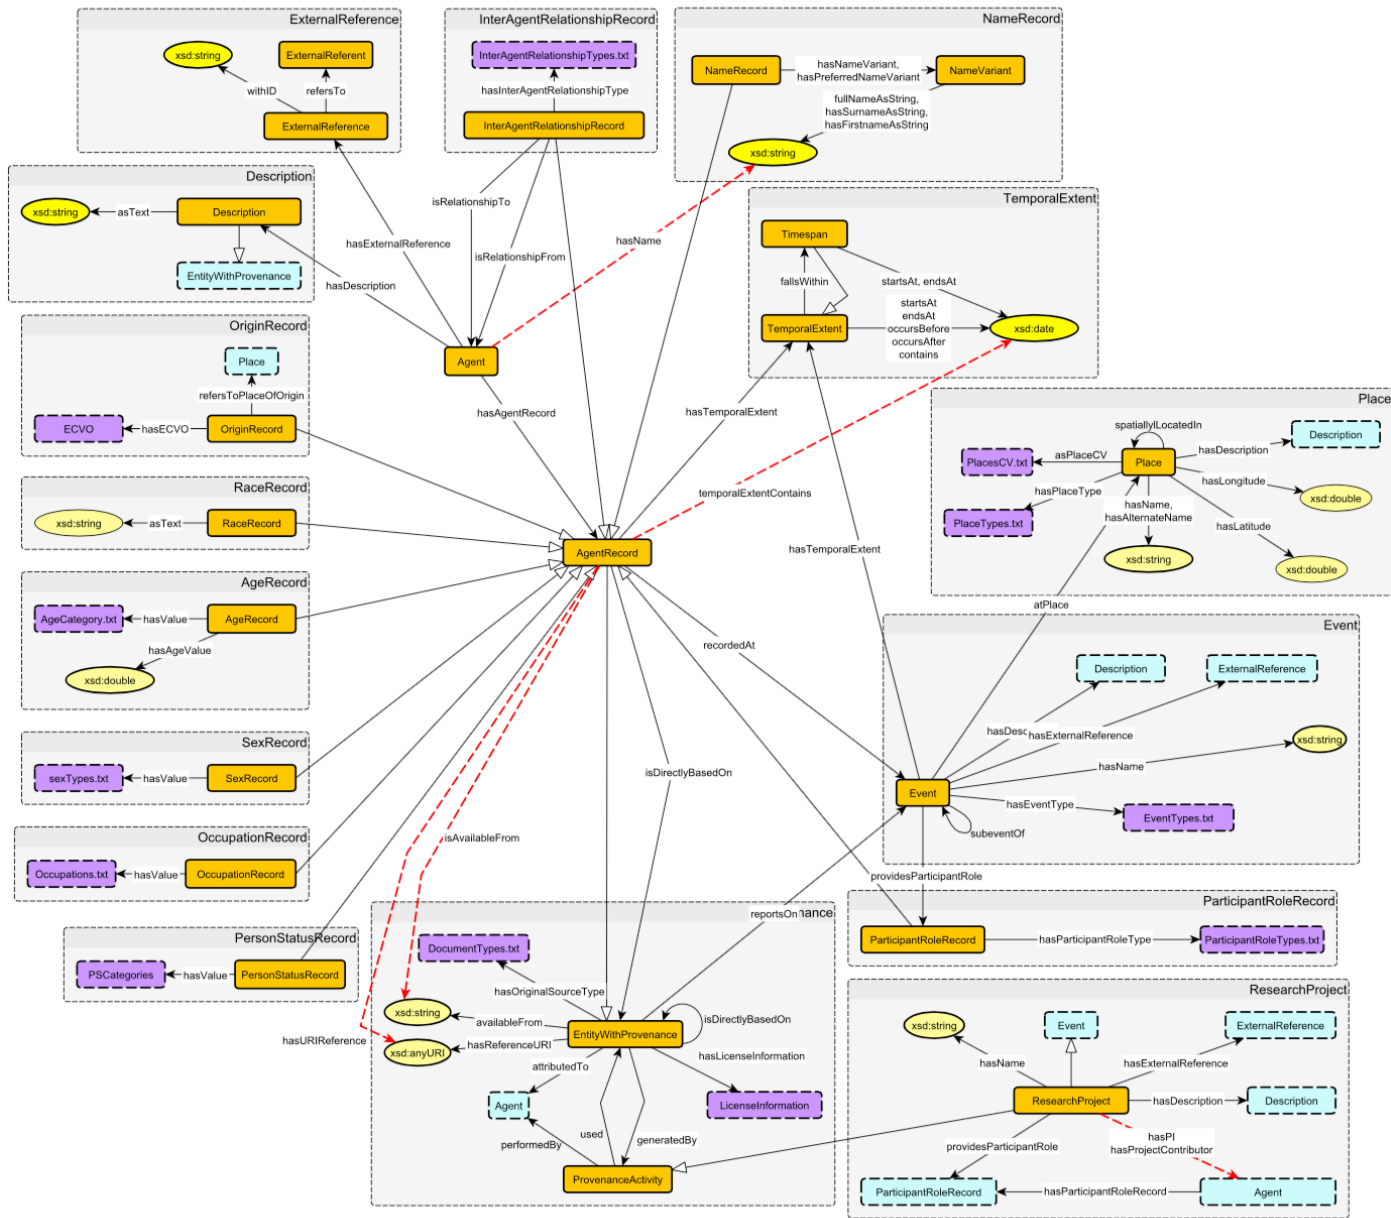 ExternalReference
xsd:string
ExternalReferent
withID
refersTo
ExternalReference
InterAgentRelationshipRecord
InterAgentRelationshipTypes.txt
hasInterAgentRelationshipType
InterAgentRelationshipRecord
NameRecord
NameRecord
hasNameVariant,
hasPreferredNameVariant
NameVariant
fullNameAsString,
hasSurnameAsString,
hasFirstnameAsString
xsd:string
Description
xsd:string
asText
Description
EntityWithProvenance
hasDescription
hasExternalReference
isRelationshipTo
isRelationshipFrom
hasName
TemporalExtent
Timespan
fallsWithin
startsAt, endsAt
TemporalExtent
startsAt
endsAt
occursBefore
occursAfter
contains
xsd:date
OriginRecord
Place
refersToPlaceOfOrigin
ECVO
hasECVO
OriginRecord
Agent
hasAgentRecord
hasTemporalExtent
Place
spatiallylLocatedIn
Description
hasDescription
PlacesCV.txt
asPlaceCV
Place
hasLongitude
xsd:double
hasPlaceType
PlaceTypes.txt
hasName,
hasAlternateName
hasLatitude
xsd:string
xsd:double
RaceRecord
xsd:string
asText
RaceRecord
temporalExtentContains
AgentRecord
hasTemporalExtent
atPlace
AgeRecord
AgeCategory.txt
hasValue
AgeRecord
hasAgeValue
xsd:double
recordedAt
Event
Description
ExternalReference
hasDesc
hasExternalReference
xsd:string
hasName
Event
hasEventType
EventTypes.txt
subeventOf
SexRecord
sexTypes.txt
hasValue
SexRecord
isDirectlyBasedOn
OccupationRecord
Occupations.txt
hasValue
OccupationRecord
isAvailableFrom
providesParticipantRole
PersonStatusRecord
PSCategories
hasValue
PersonStatusRecord
hasURIReference
reportsOn
nance
DocumentTypes.txt
hasOriginalSourceType
xsd:string
availableFrom
EntityWithProvenance
isDirectlyBasedOn
xsd:anyURI
hasReferenceURI
attributedTo
hasLicenseInformation
Agent
LicenseInformation
performedBy
used
generatedBy
ProvenanceActivity
ParticipantRoleRecord
ParticipantRoleRecord
hasParticipantRoleType
ParticipantRoleTypes.txt
ResearchProject
xsd:string
Event
ExternalReference
hasName
hasExternalReference
ResearchProject
hasDescription
Description
providesParticipantRole
hasPI
hasProjectContributor
ParticipantRoleRecord
hasParticipantRoleRecord
Agent